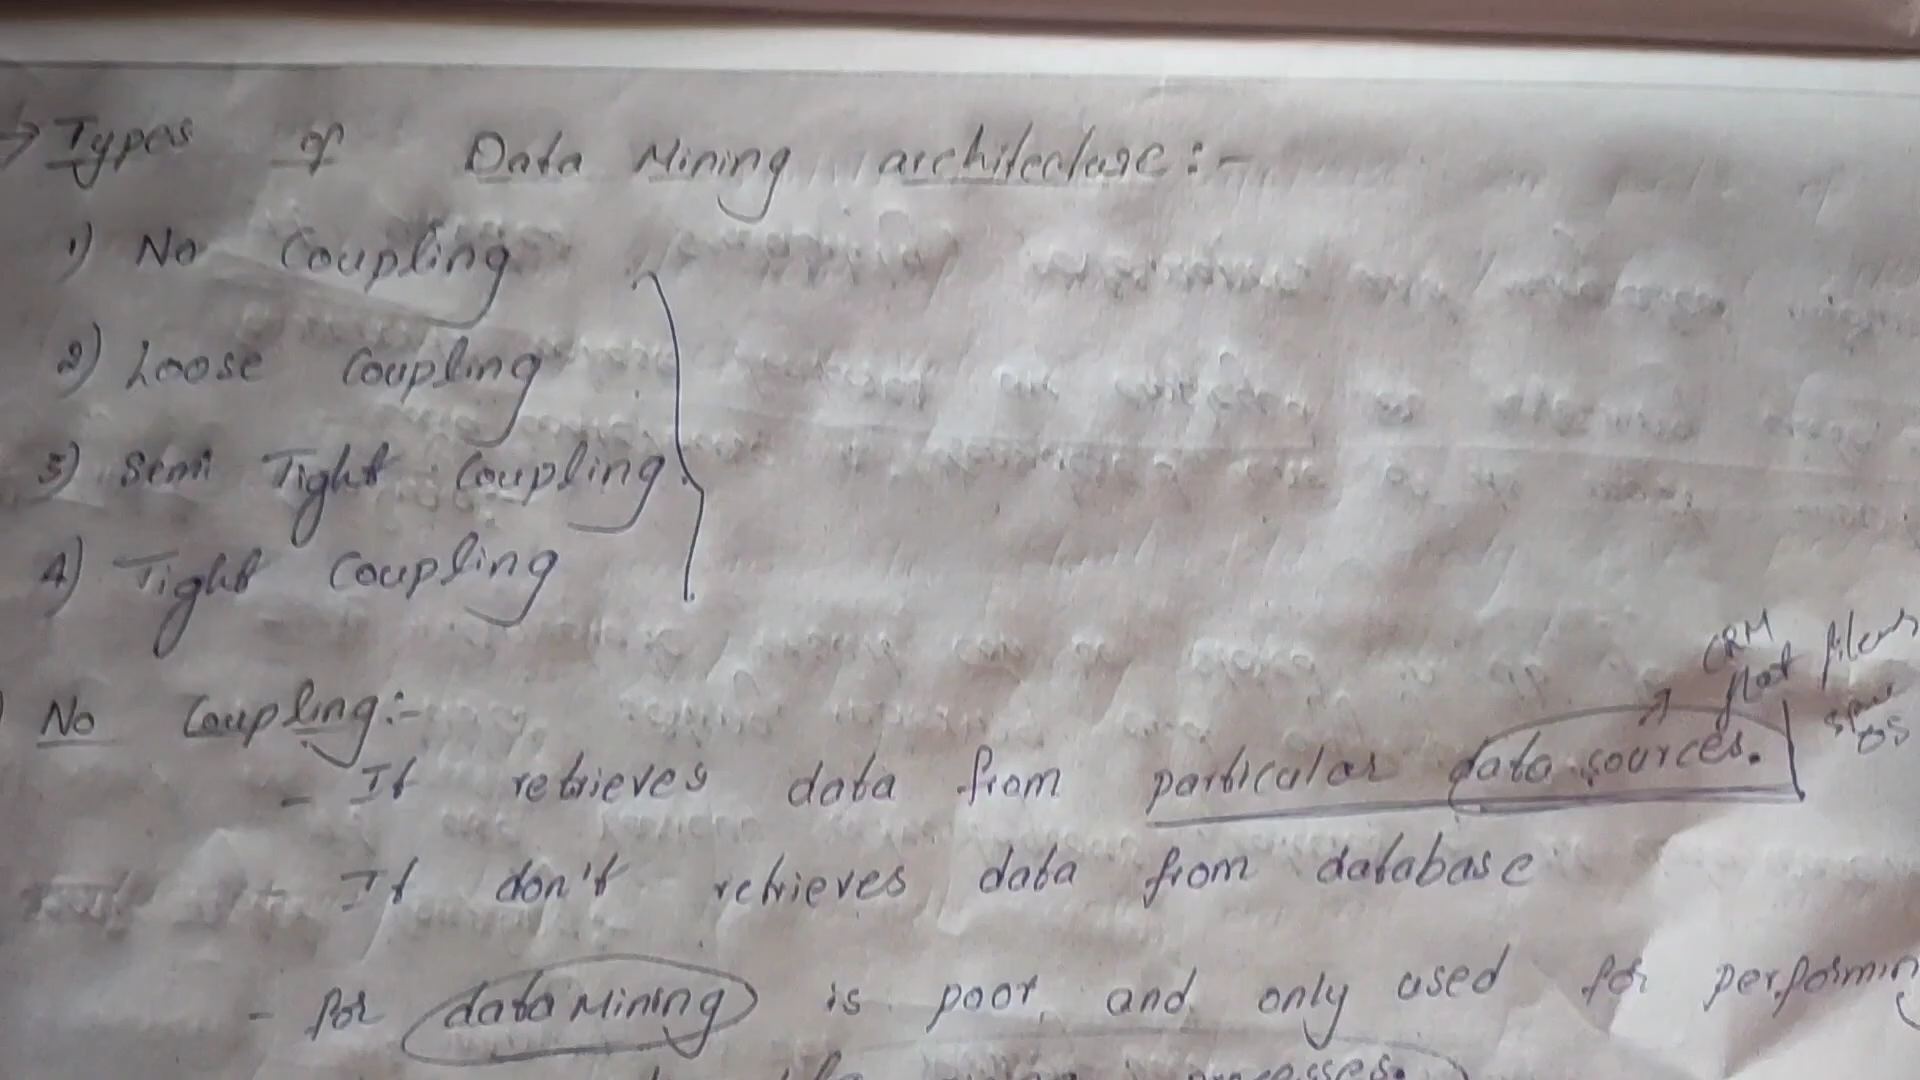 → Types of Data Mining architecture:-
1) No Coupling
2) Loose Coupling
3) Semi Tight Coupling
4) Tight Coupling
CRM
flat files
No Coupling:-
- It retrieves data from particular data sources.
It don't retrieves data from database
- for data Mining is poor and only used for performing
processes.